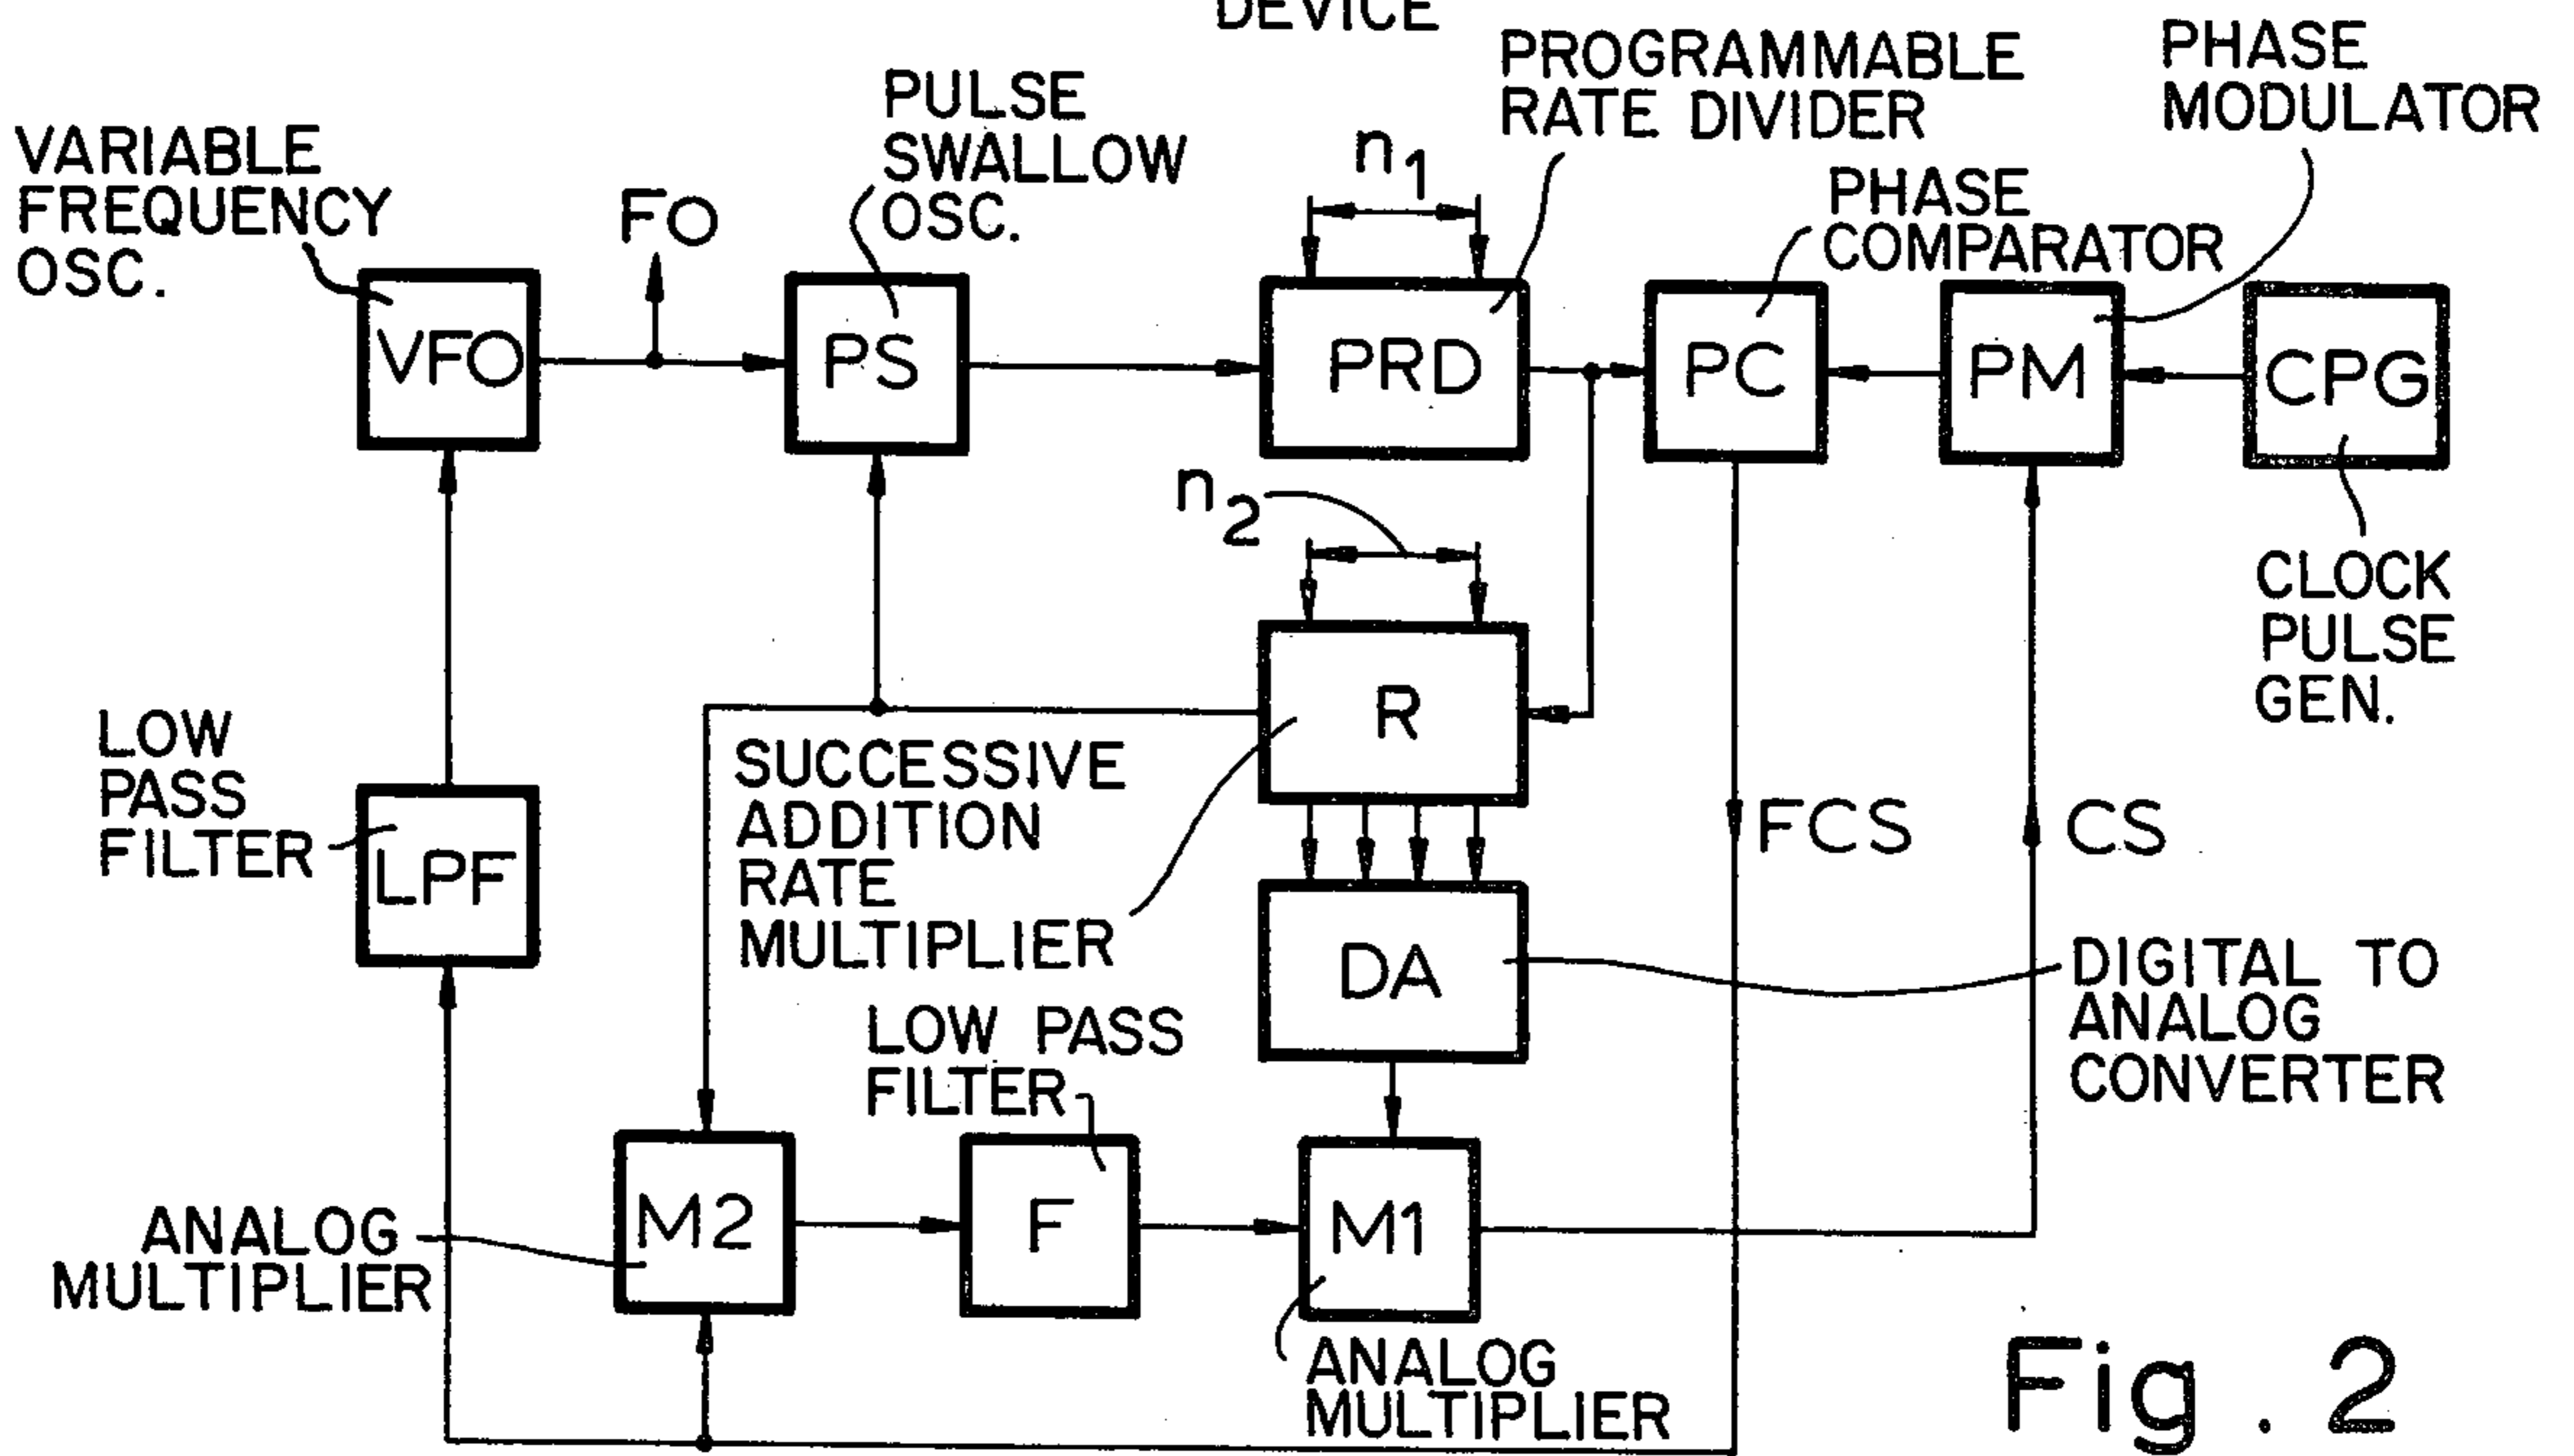 DEVICE
PROGRAMMABLE
RATE DIVIDER
PHASE
MODULATOR
PULSE
SWALLOW
OSC.
VARIABLE
FREQUENCY
OSC.
FO
n1
PHASE
COMPARATOR
VFO
PS
PRD
PC
PM
CPG
n2
CLOCK
PULSE
GEN.
R
LOW
PASS
FILTER
SUCCESSIVE
ADDITION
RATE
MULTIPLIER
FCS
CS
LPF
DA
DIGITAL TO
ANALOG
CONVERTER
LOW PASS
FILTER
M2
F
M1
ANALOG
MULTIPLIER
ANALOG
MULTIPLIER
Fig. 2